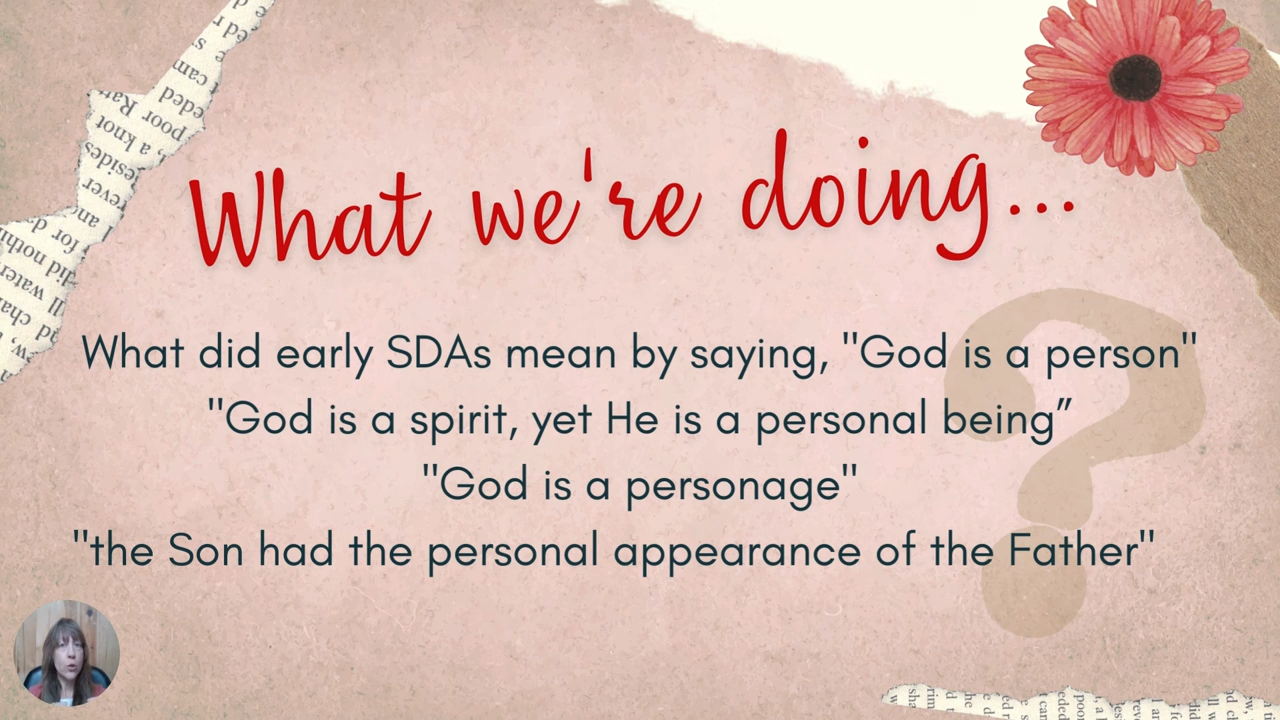 What we're doing...
What did early SDAs mean by saying, "God is a person"
"God is a spirit, yet He is a personal being”
"God is a personage"
"the Son had the personal appearance of the Father"